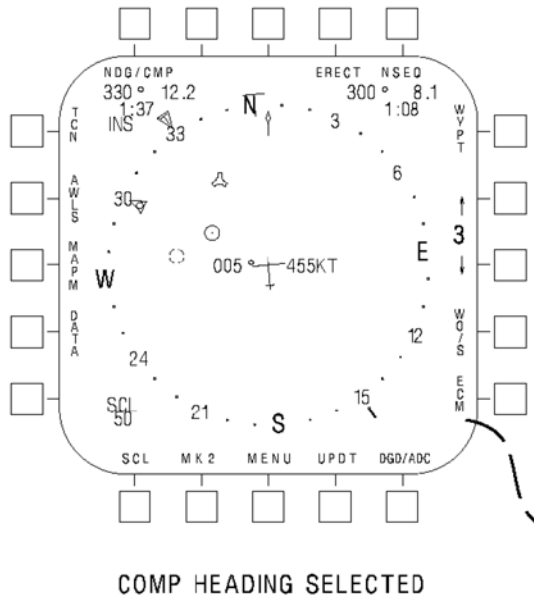 NDG/CMP ERECT NSEQ
330° 12.2 300° 8.1
1:37 1:08
TCN INS 33 N 3 WYPT
6
AWLS 30
3
MAPM W 005° 455KT E
DATA 12 WO/S
24
15 ECM
SCL
50 21 S
SCL MK2 MENU UPDT DGD/ADC
COMP HEADING SELECTED